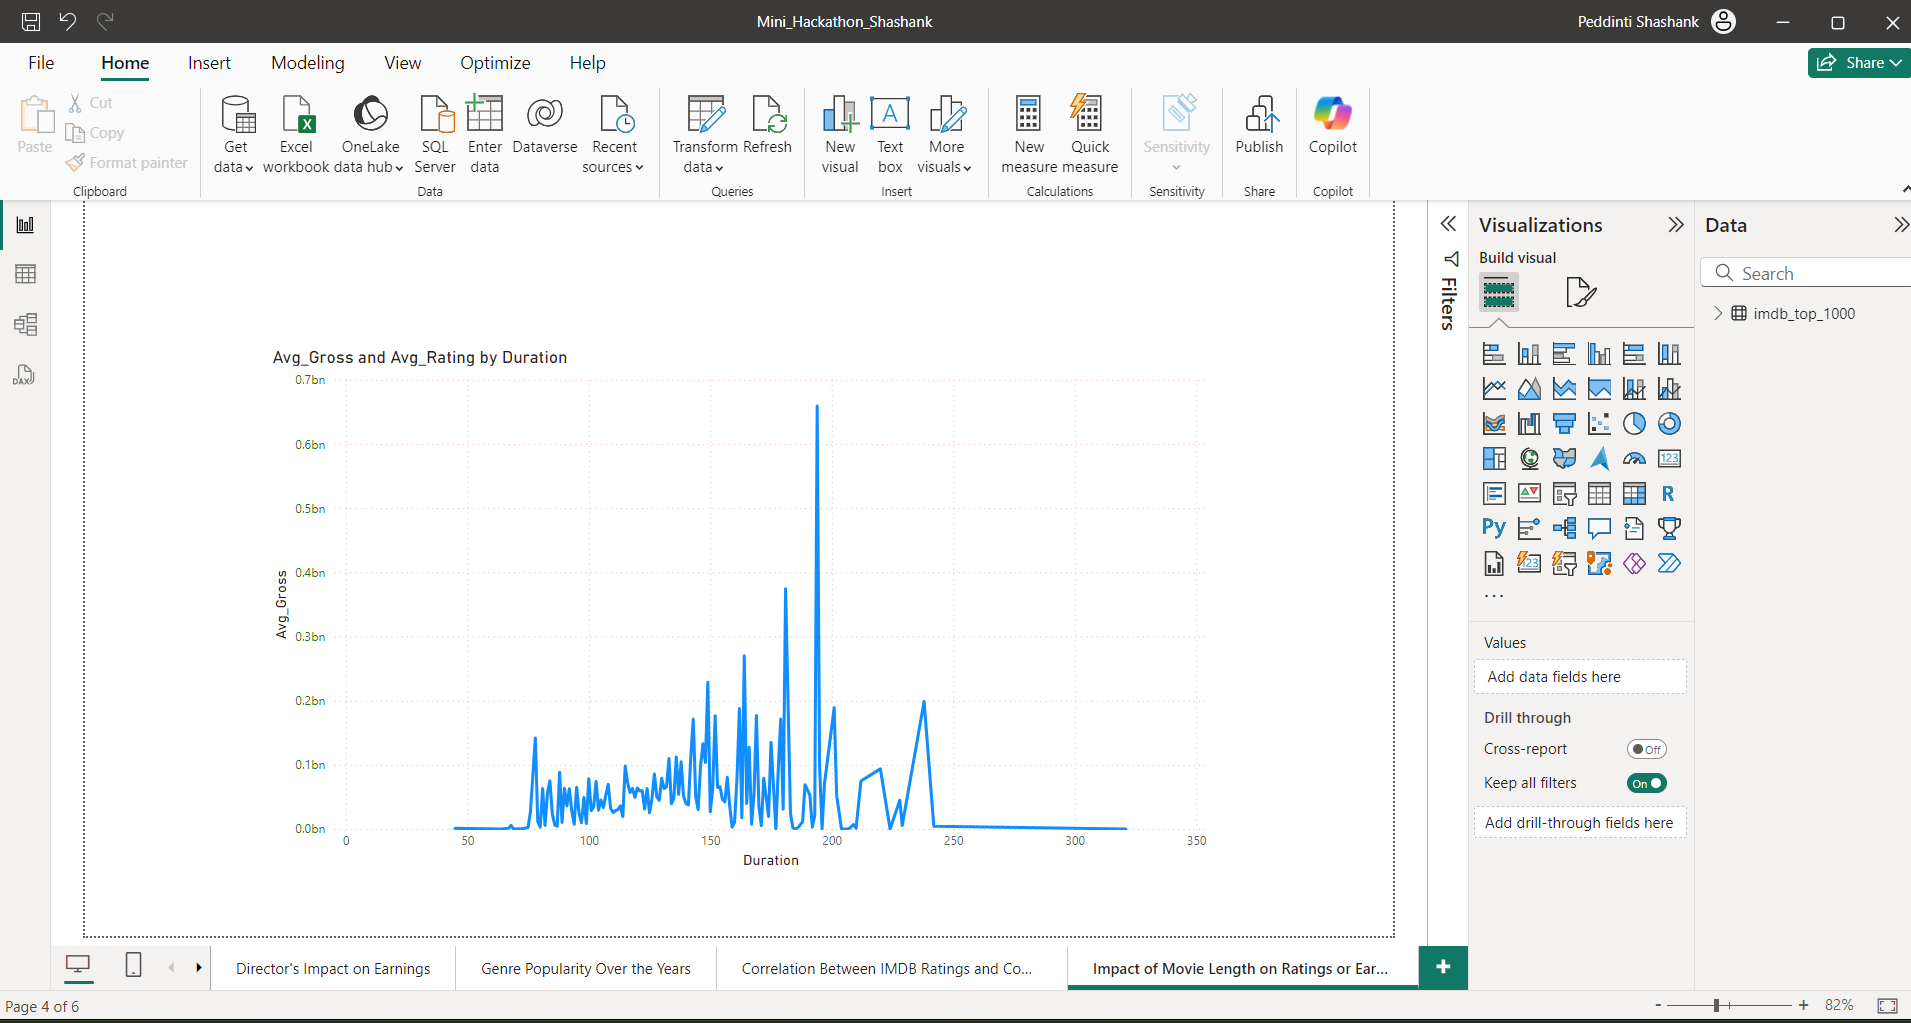 Mini_Hackathon_Shashank
Peddinti Shashank
File
Home
Insert
Modeling
View
Optimize
Help
Share
Paste
Cut
Copy
Format painter
Clipboard
Get
data
Excel
workbook
OneLake
data hub
SQL
Server
Enter
data
Dataverse
Recent
sources
Data
Transform
data
Refresh
Queries
New
visual
Text
box
More
visuals
Insert
New
measure
Quick
measure
Calculations
Sensitivity
Sensitivity
Publish
Share
Copilot
Copilot
DAX
Avg_Gross and Avg_Rating by Duration
0.7bn
0.6bn
0.5bn
0.4bn
0.3bn
0.2bn
0.1bn
0.0bn
Avg_Gross
0
50
100
150
200
250
300
350
Duration
Filters
Visualizations
Build visual
123
R
Py
123
...
Values
Add data fields here
Drill through
Cross-report
Off
Keep all filters
On
Add drill-through fields here
Data
Search
imdb_top_1000
Director's Impact on Earnings
Genre Popularity Over the Years
Correlation Between IMDB Ratings and Co...
Impact of Movie Length on Ratings or Ear...
+
Page 4 of 6
- + 82%